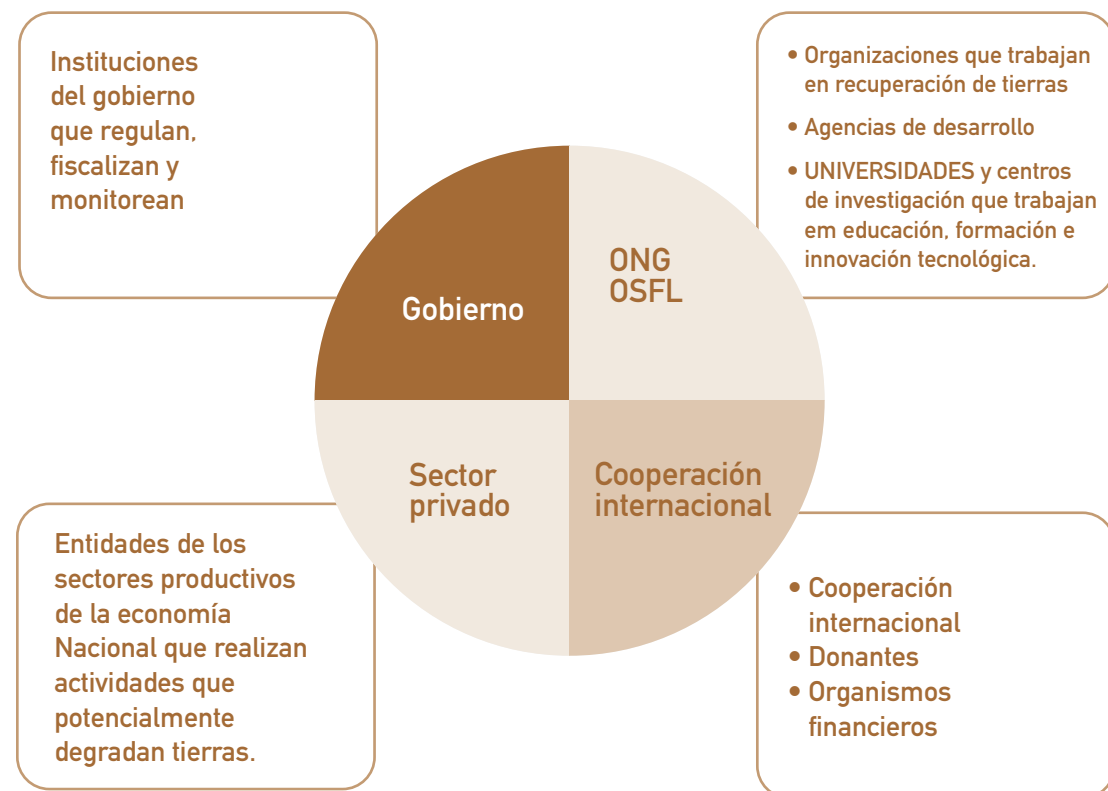 Instituciones
del gobierno
que regulan,
fiscalizan y
monitorean
• Organizaciones que trabajan
en recuperación de tierras
• Agencias de desarrollo
• UNIVERSIDADES y centros
de investigación que trabajan
em educación, formación e
innovación tecnológica.
Gobierno
ONG
OSFL
Sector
privado
Cooperación
internacional
Entidades de los
sectores productivos
de la economía
Nacional que realizan
actividades que
potencialmente
degradan tierras.
• Cooperación
internacional
• Donantes
• Organismos
financieros